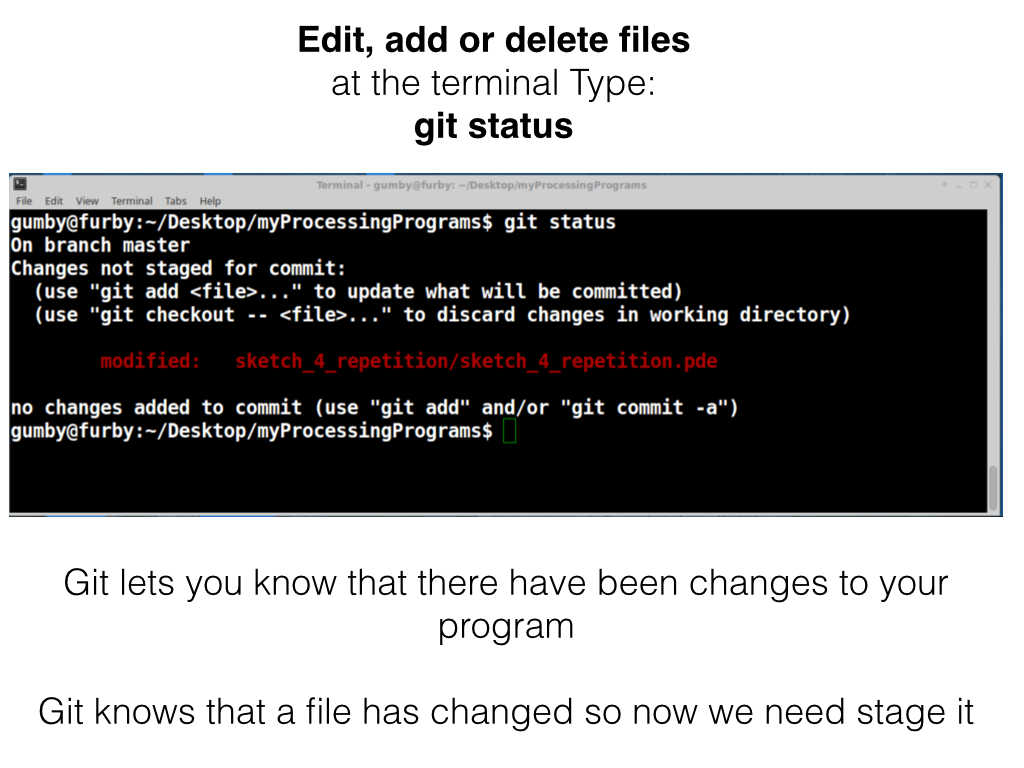 Edit, add or delete files
at the terminal Type:
git status
Terminal - gumby@furby: ~/Desktop/myProcessingPrograms
File Edit View Terminal Tabs Help
gumby@furby:~/Desktop/myProcessingPrograms$ git status
On branch master
Changes not staged for commit:
  (use "git add <file>..." to update what will be committed)
  (use "git checkout -- <file>..." to discard changes in working directory)
        modified:   sketch_4_repetition/sketch_4_repetition.pde
no changes added to commit (use "git add" and/or "git commit -a")
gumby@furby:~/Desktop/myProcessingPrograms$
Git lets you know that there have been changes to your
program
Git knows that a file has changed so now we need stage it